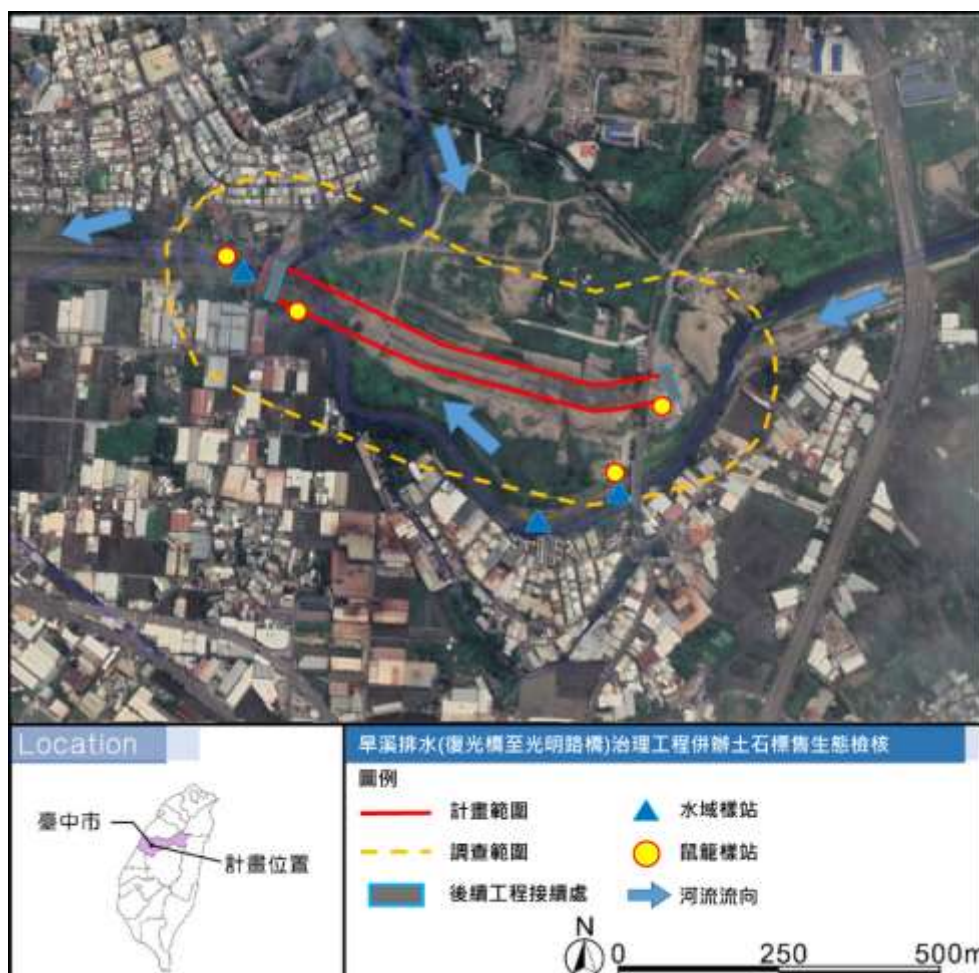 Location
臺中市
計畫位置
旱溪排水(復光橋至光明路橋)治理工程併辦土石標售生態檢核
圖例
計畫範圍
水域樣站
調查範圍
鼠籠樣站
後續工程接續處
河流流向
N
0 250 500m